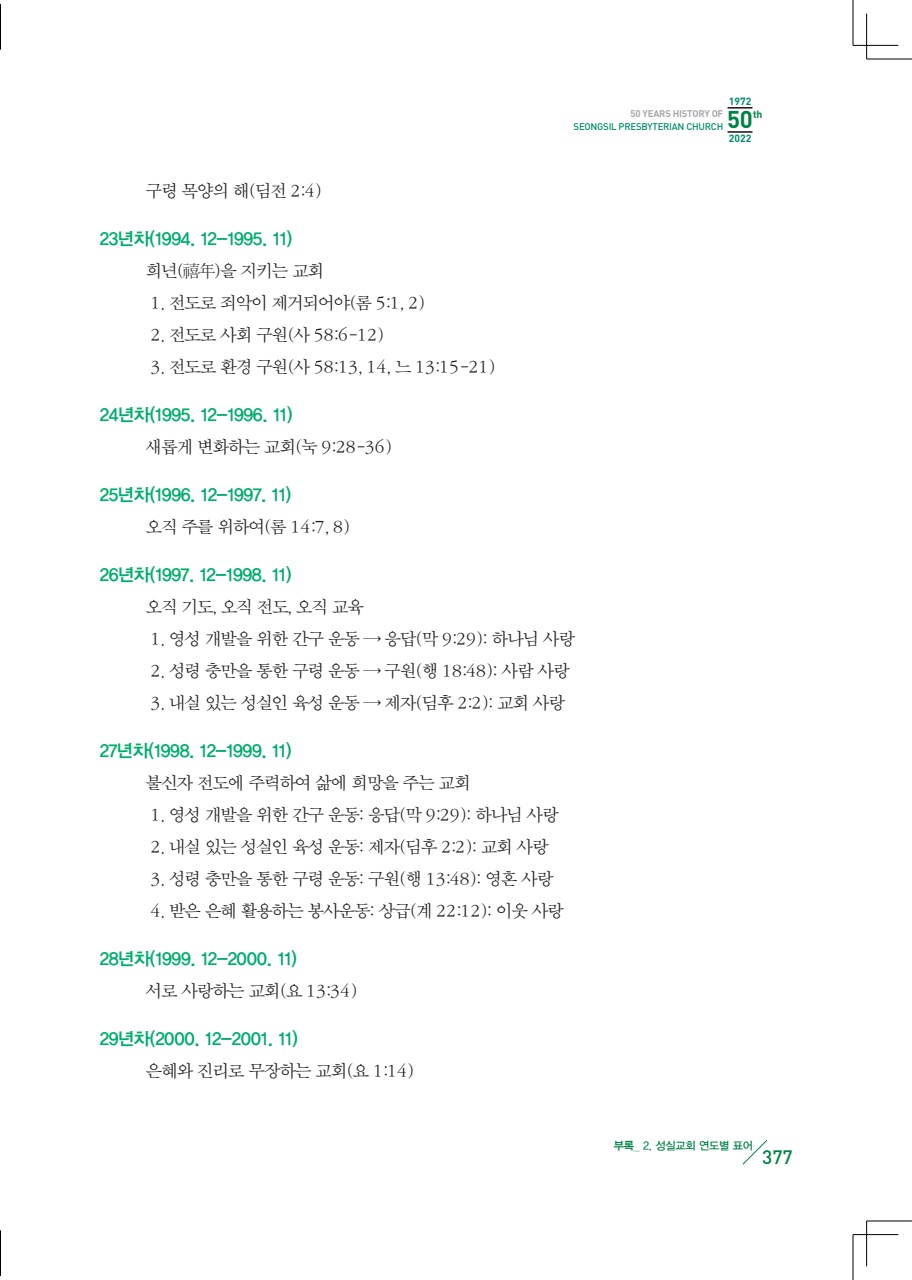 1972
50 YEARS HISTORY OF
50th
SEONGSIL PRESBYTERIAN CHURCH
2022
구령 목양의 해(딤전 2:4)
23년차(1994. 12-1995. 11)
희년(禧年)을 지키는 교회
1. 전도로 죄악이 제거되어야(롬 5:1, 2)
2. 전도로 사회 구원(사 58:6-12)
3. 전도로 환경 구원(사 58:13, 14, 느 13:15-21)
24년차(1995. 12-1996. 11)
새롭게 변화하는 교회(눅 9:28-36)
25년차(1996. 12-1997. 11)
오직 주를 위하여(롬 14:7, 8)
26년차(1997. 12-1998. 11)
오직 기도, 오직 전도, 오직 교육
1. 영성 개발을 위한 간구 운동 → 응답(막 9:29): 하나님 사랑
2. 성령 충만을 통한 구령 운동 → 구원(행 18:48): 사람 사랑
3. 내실 있는 성실인 육성 운동 → 제자(딤후 2:2): 교회 사랑
27년차(1998. 12-1999. 11)
불신자 전도에 주력하여 삶에 희망을 주는 교회
1. 영성 개발을 위한 간구 운동: 응답(막 9:29): 하나님 사랑
2. 내실 있는 성실인 육성 운동: 제자(딤후 2:2): 교회 사랑
3. 성령 충만을 통한 구령 운동: 구원(행 13:48): 영혼 사랑
4. 받은 은혜 활용하는 봉사운동: 상급(계 22:12): 이웃 사랑
28년차(1999. 12-2000. 11)
서로 사랑하는 교회(요 13:34)
29년차(2000. 12-2001. 11)
은혜와 진리로 무장하는 교회(요 1:14)
부록_ 2. 성실교회 연도별 표어
377